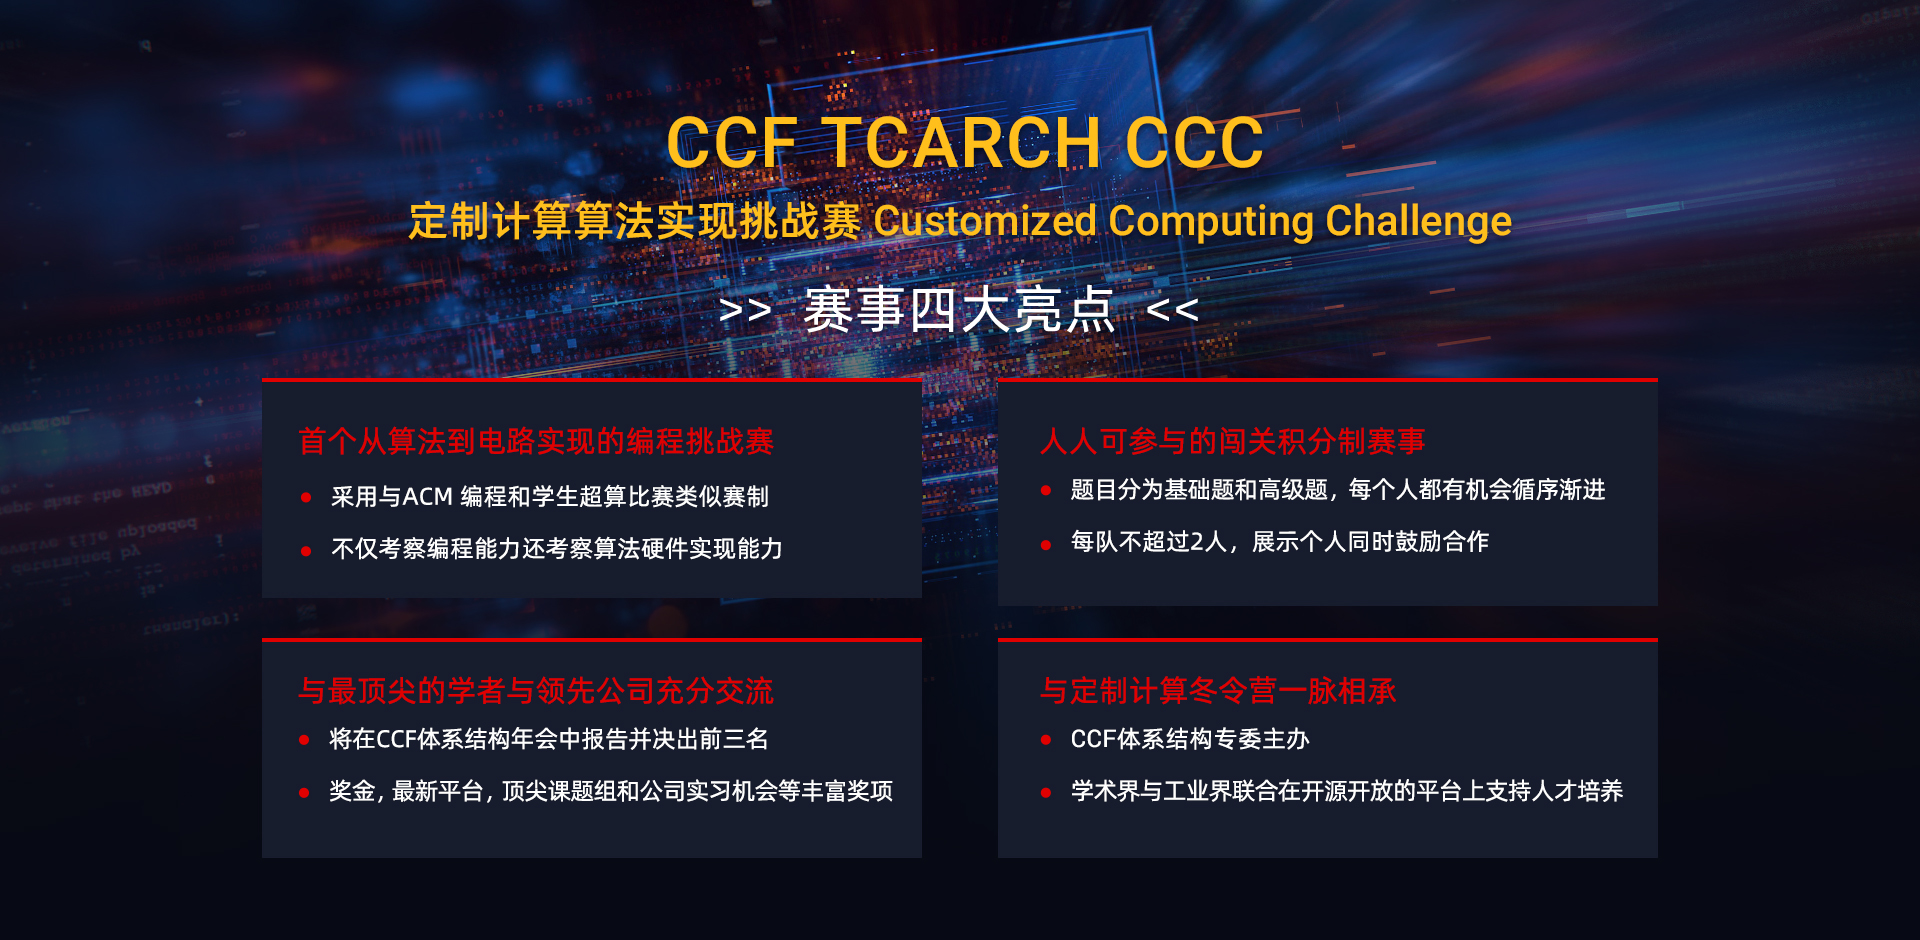 CCF TCARCH CCC
定制计算算法实现挑战赛 Customized Computing Challenge
>> 赛事四大亮点 <<
首个从算法到电路实现的编程挑战赛
采用与ACM 编程和学生超算比赛类似赛制
不仅考察编程能力还考察算法硬件实现能力
人人可参与的闯关积分制赛事
题目分为基础题和高级题，每个人都有机会循序渐进
每队不超过2人，展示个人同时鼓励合作
与最顶尖的学者与领先公司充分交流
将在CCF体系结构年会中报告并决出前三名
奖金，最新平台，顶尖课题组和公司实习机会等丰富奖项
与定制计算冬令营一脉相承
CCF体系结构专委主办
学术界与工业界联合在开源开放的平台上支持人才培养